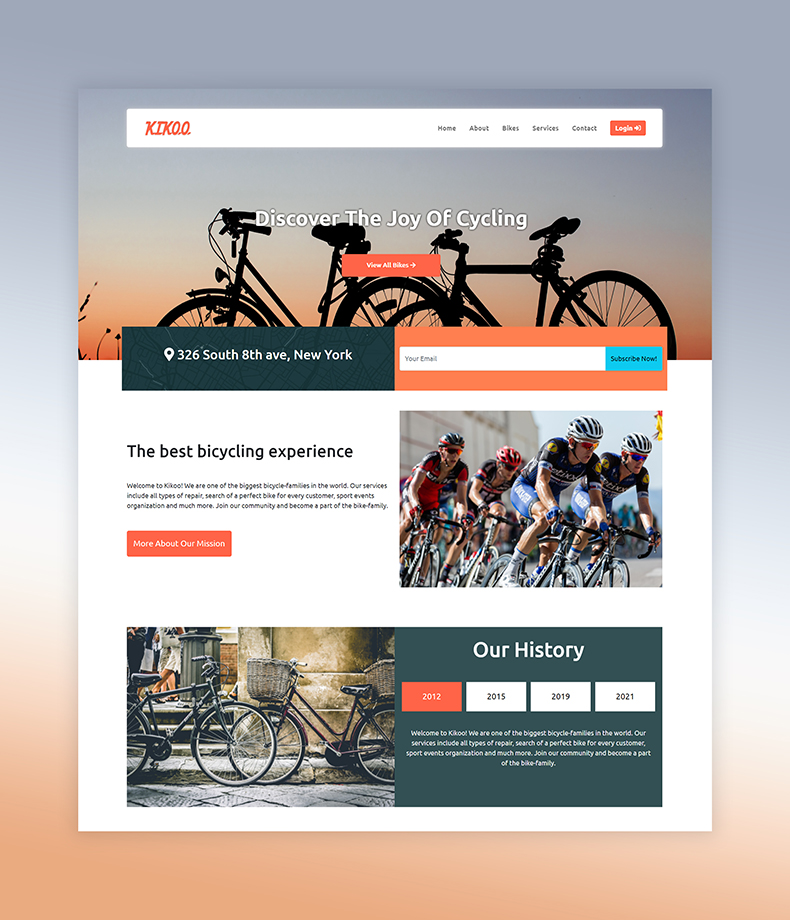 KIKOO
Home About Bikes Services Contact Login
Discover The Joy Of Cycling
View All Bikes
326 South 8th ave, New York
Your Email
Subscribe Now!
The best bicycling experience
Welcome to Kikoo! We are one of the biggest bicycle-families in the world. Our services
include all types of repair, search of a perfect bike for every customer, sport events
organization and much more. Join our community and become a part of the bike-family.
More About Our Mission
Our History
2012 2015 2019 2021
Welcome to Kikoo! We are one of the biggest bicycle-families in the world. Our
services include all types of repair, search of a perfect bike for every customer,
sport events organization and much more. Join our community and become a part
of the bike-family.